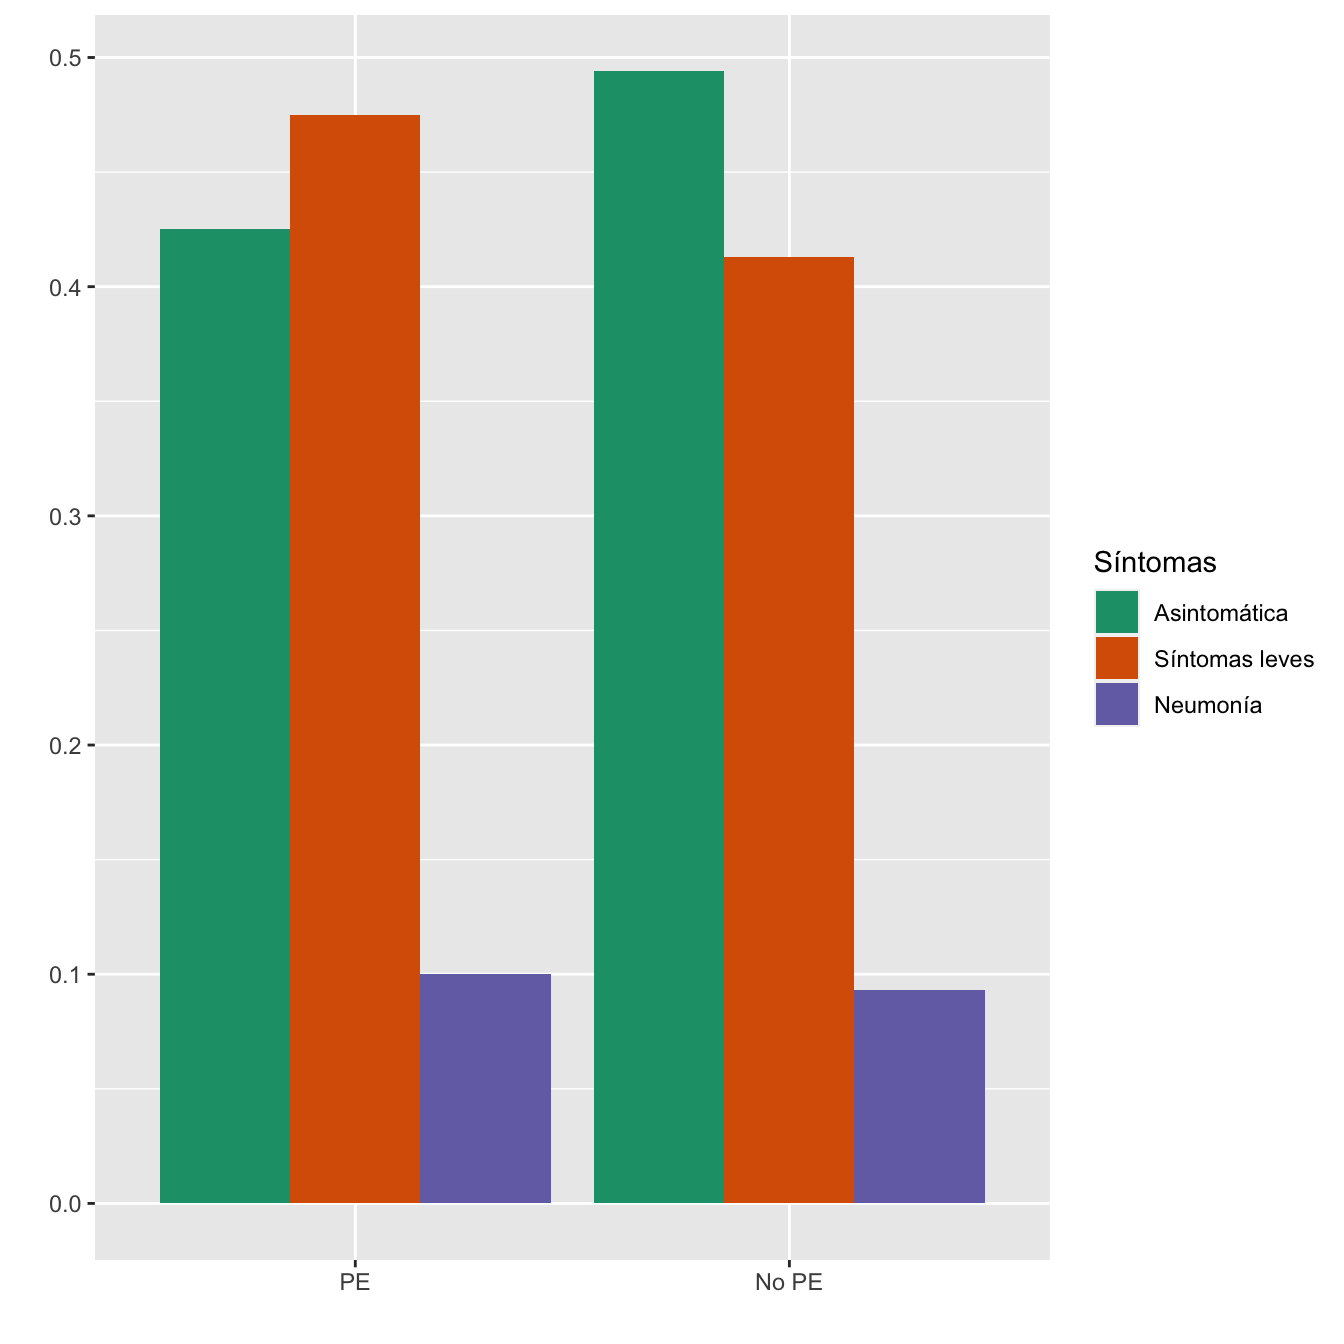 0.5
0.4
0.3
0.2
0.1
0.0
PE
No PE
Síntomas
Asintomática
Síntomas leves
Neumonía